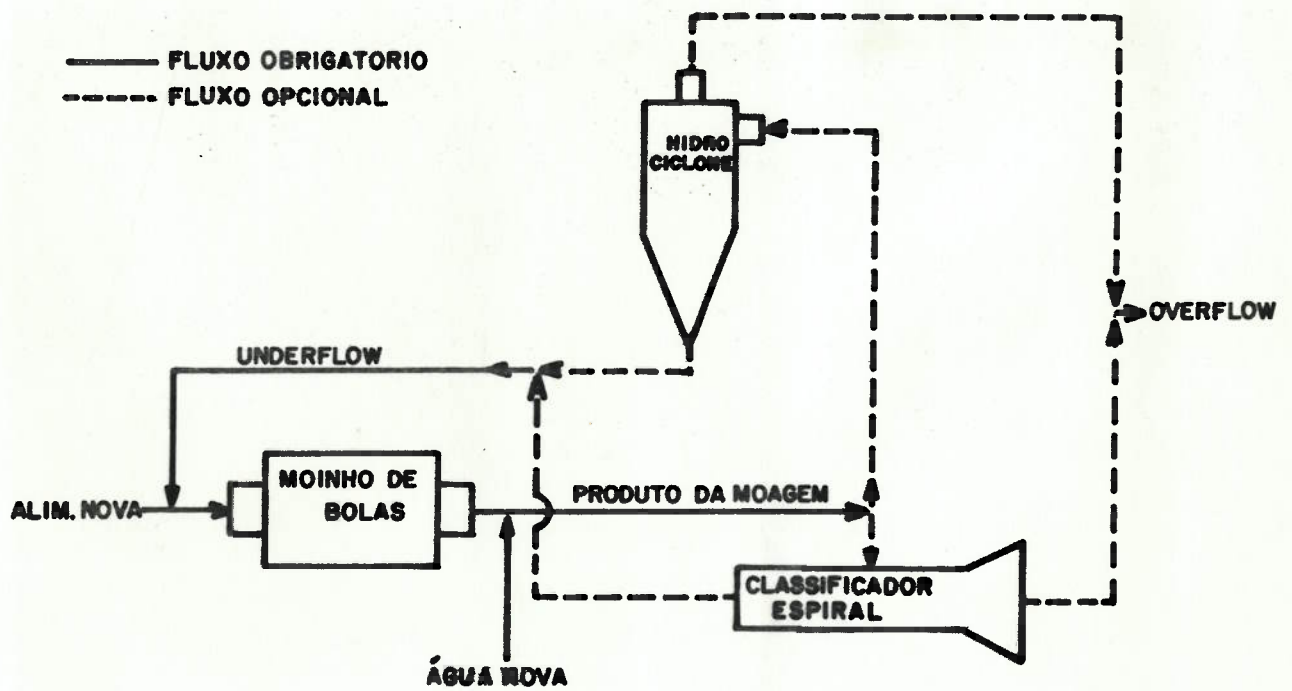 FLUXO OBRIGATORIO
FLUXO OPCIONAL
HIDRO
CICLONE
OVERFLOW
UNDERFLOW
MOINHO DE
BOLAS
ALIM. NOVA
PRODUTO DA MOAGEM
CLASSIFICADOR
ESPIRAL
ÁGUA NOVA